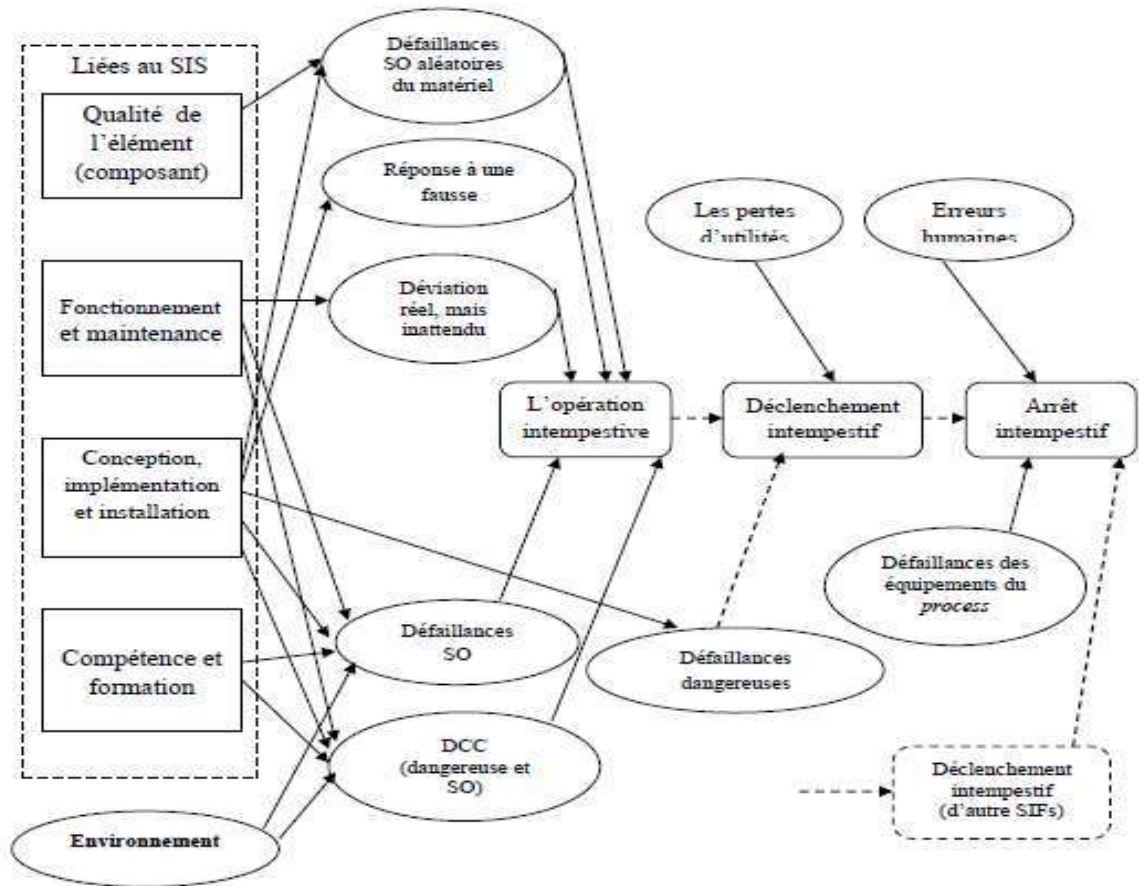 Liées au SIS
Qualité de
l'élément
(composant)
Fonctionnement
et maintenance
Conception,
implémentation
et installation
Compétence et
formation
Environnement
Défaillances
SO aléatoires
du matériel
Réponse à une
fausse
Déviation
réel, mais
inattendu
Défaillances
SO
DCC
(dangereuse et
SO)
L'opération
intempestive
Les pertes
d'utilités
Déclenchement
intempestif
Défaillances
dangereuses
Erreurs
humaines
Arrêt
intempestif
Défaillances des
équipements du
process
Déclenchement
intempestif
(d'autre SIFs)